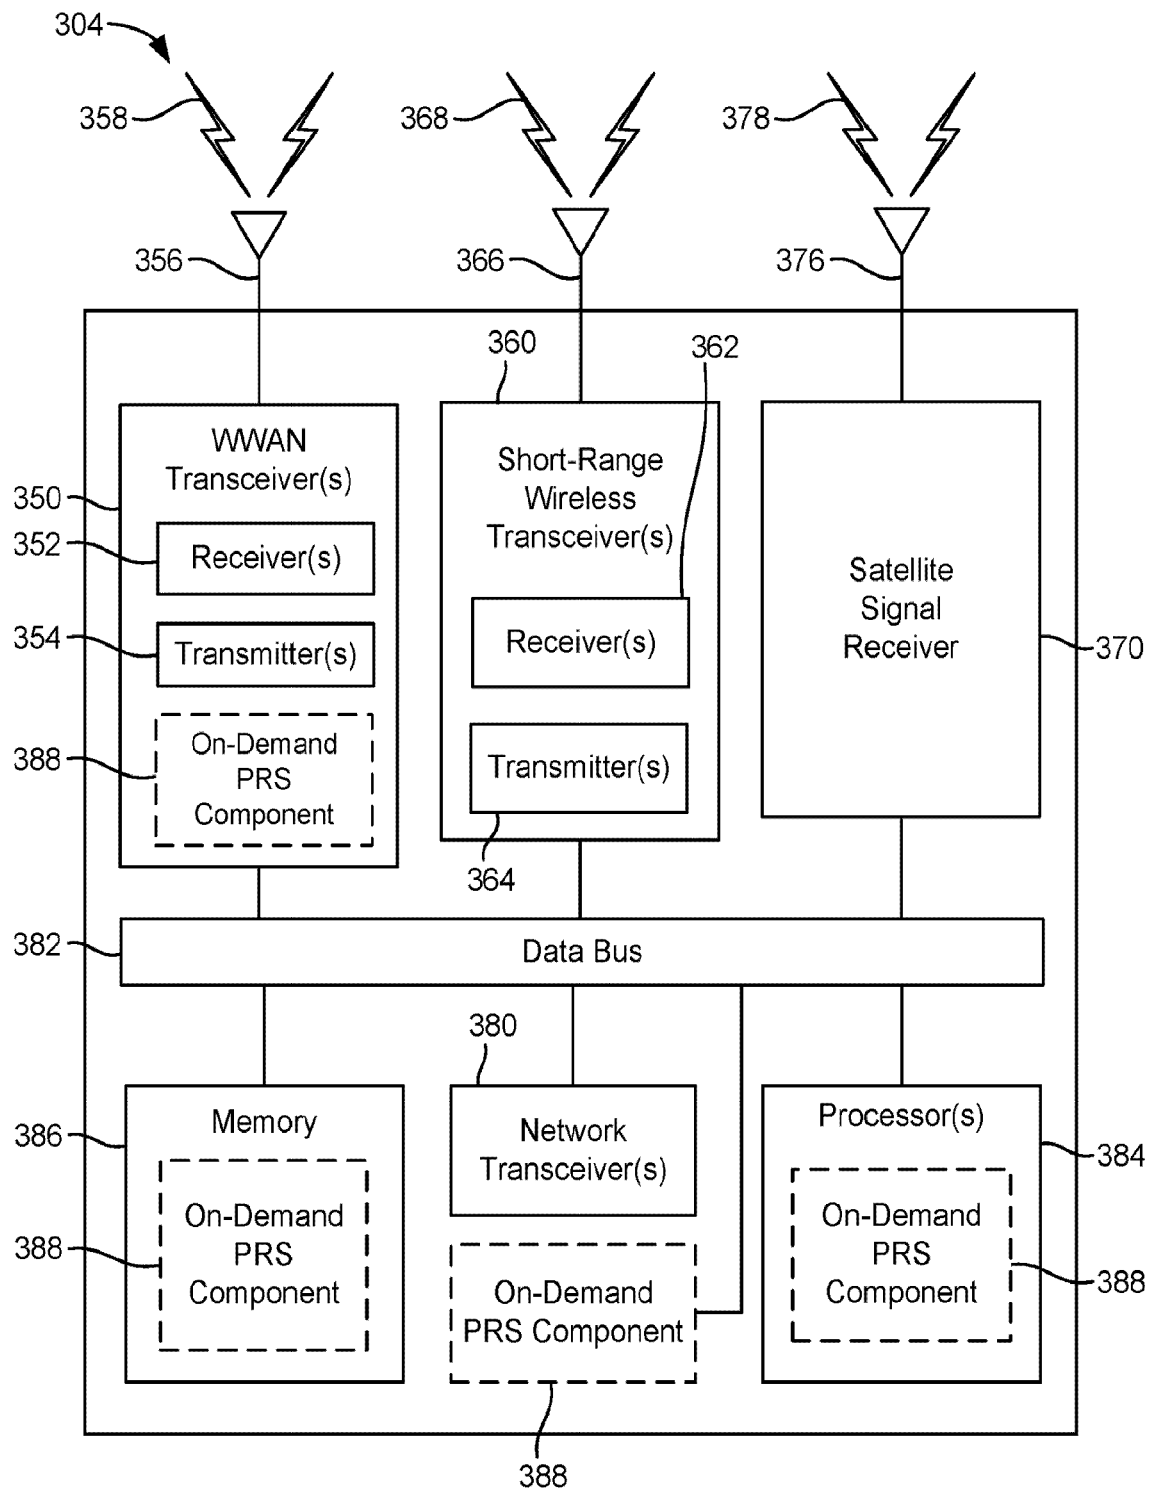 304
358
368
378
356
366
376
360
362
WWAN
Transceiver(s)
350
352
Receiver(s)
354
Transmitter(s)
388
On-Demand
PRS
Component
Short-Range
Wireless
Transceiver(s)
Receiver(s)
Transmitter(s)
364
Satellite
Signal
Receiver
370
382
Data Bus
380
386
Memory
388
On-Demand
PRS
Component
Network
Transceiver(s)
On-Demand
PRS Component
388
Processor(s)
384
On-Demand
PRS
Component
388